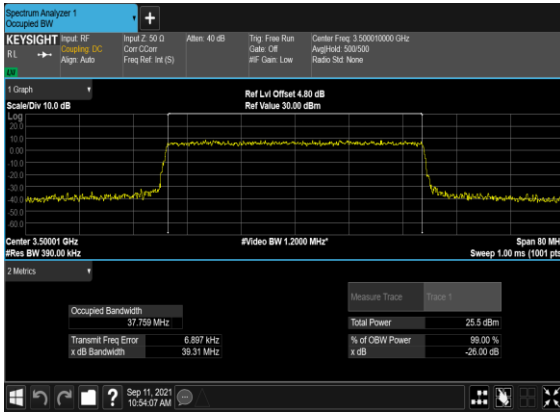 Spectrum Analyzer 1
Occupied BW
KEYSIGHT
RL
Input: RF
Coupling: DC
Align: Auto
Input Z: 50 Ω
Corr CCorr
Freq Ref: Int (S)
Atten: 40 dB
Trig: Free Run
Gate: Off
#IF Gain: Low
Center Freq: 3.500010000 GHz
Avg|Hold: 500/500
Radio Std: None
1 Graph
Scale/Div 10.0 dB
Ref Lvl Offset 4.80 dB
Ref Value 30.00 dBm
Log
20.0
10.0
0.00
-10.0
-20.0
-30.0
-40.0
-50.0
-60.0
Center 3.50001 GHz
#Video BW 1.2000 MHz*
Span 80 MH
#Res BW 390.00 kHz
Sweep 1.00 ms (1001 pts
2 Metrics
Measure Trace
Trace 1
Occupied Bandwidth
37.759 MHz
Total Power
25.5 dBm
Transmit Freq Error
6.897 kHz
% of OBW Power
99.00 %
x dB Bandwidth
39.31 MHz
x dB
-26.00 dB
?
Sep 11, 2021
10:54:07 AM